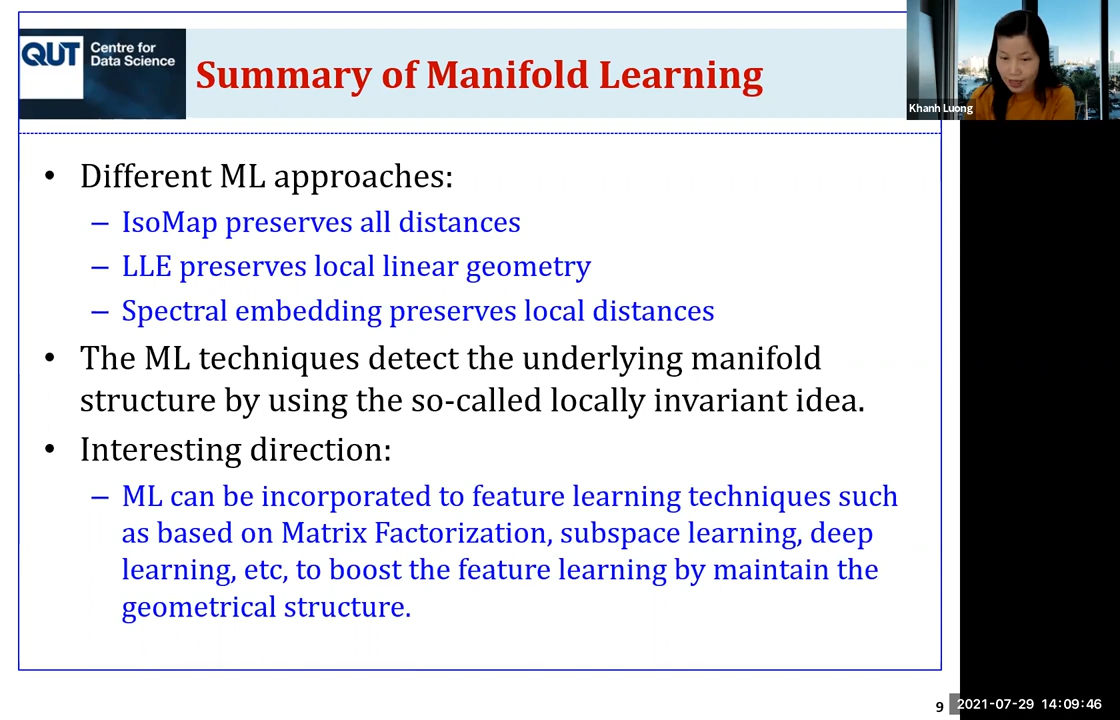 QUT
Centre for
Data Science
Summary of Manifold Learning
Khanh Luong
• Different ML approaches:
– IsoMap preserves all distances
– LLE preserves local linear geometry
– Spectral embedding preserves local distances
• The ML techniques detect the underlying manifold
structure by using the so-called locally invariant idea.
• Interesting direction:
– ML can be incorporated to feature learning techniques such
as based on Matrix Factorization, subspace learning, deep
learning, etc, to boost the feature learning by maintain the
geometrical structure.
9
2021-07-29 14:09:46